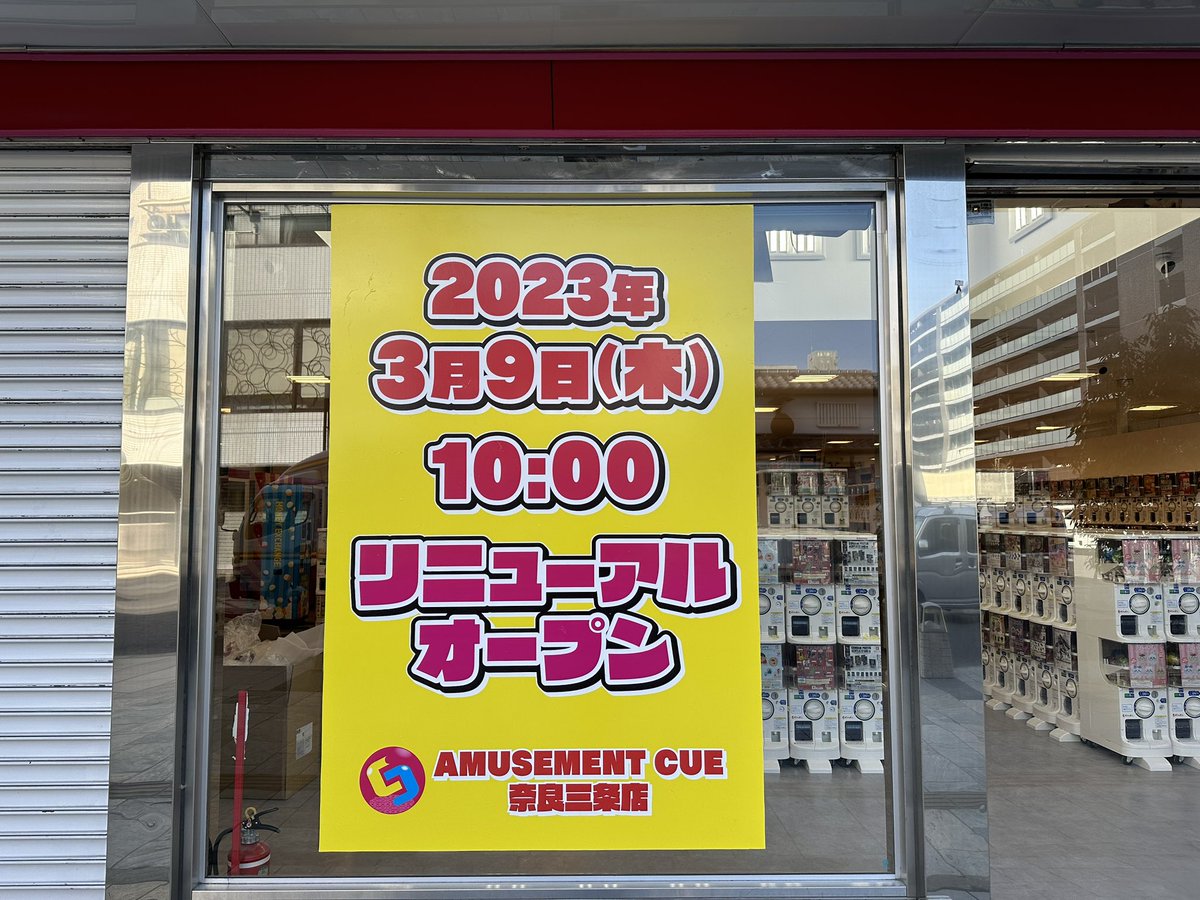 2023年
3月9日(木)
10:00
リニューアル
オープン
AMUSEMENT CUE
奈良三条店